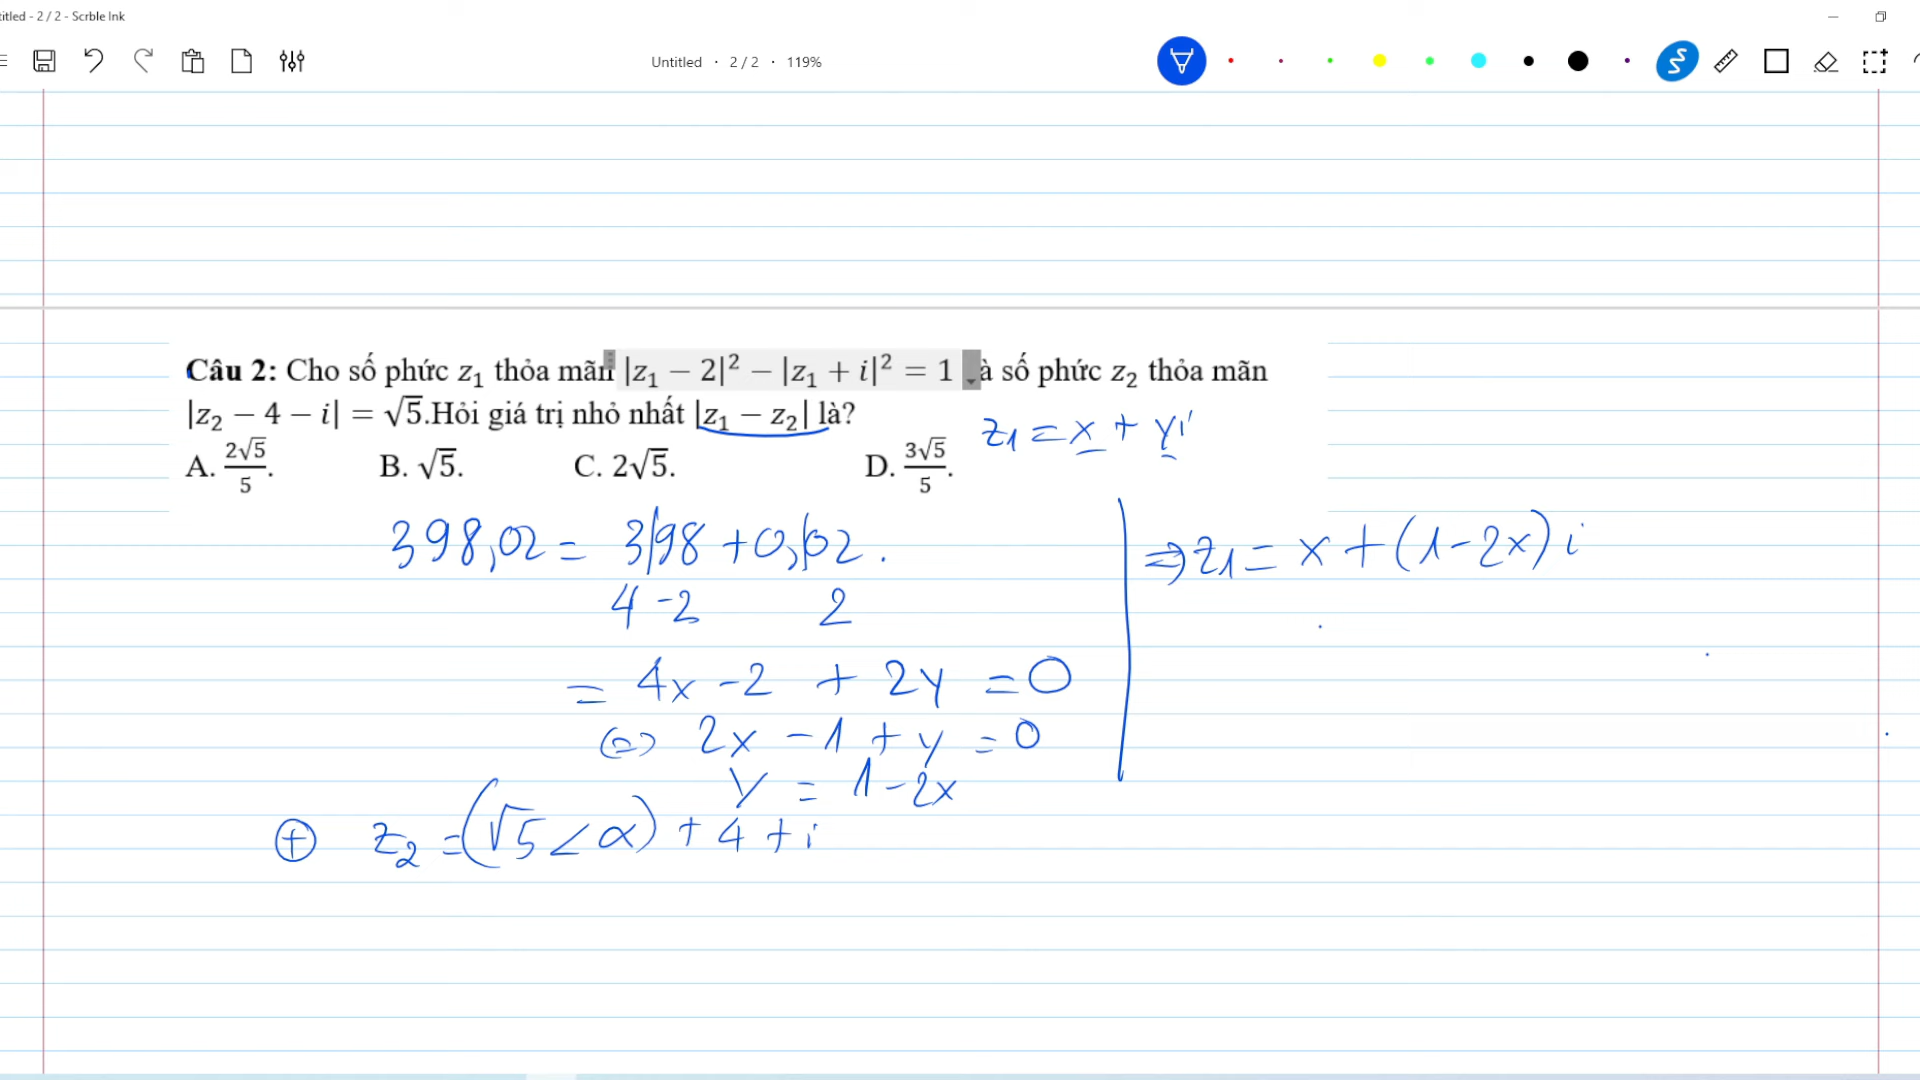 titled - 2 / 2 - Scrble Ink
Untitled · 2 / 2 · 119%
Câu 2: Cho số phức z₁ thỏa mãn |z₁ − 2|² − |z₁ + i|² = 1 à số phức z₂ thỏa mãn
|z₂ − 4 − i| = √5.Hỏi giá trị nhỏ nhất |z₁ − z₂| là?
z₁ = x + yi
A. 2√5/5. B. √5. C. 2√5. D. 3√5/5.
398,02 = 3|98 + 0,|02 .
4 -2 2
= 4x - 2 + 2y = 0
(=) 2x - 1 + y = 0
y = 1 - 2x
⊕ z₂ = (√5 ∠ α) + 4 + i
=> z₁ = x + (1 - 2x) i